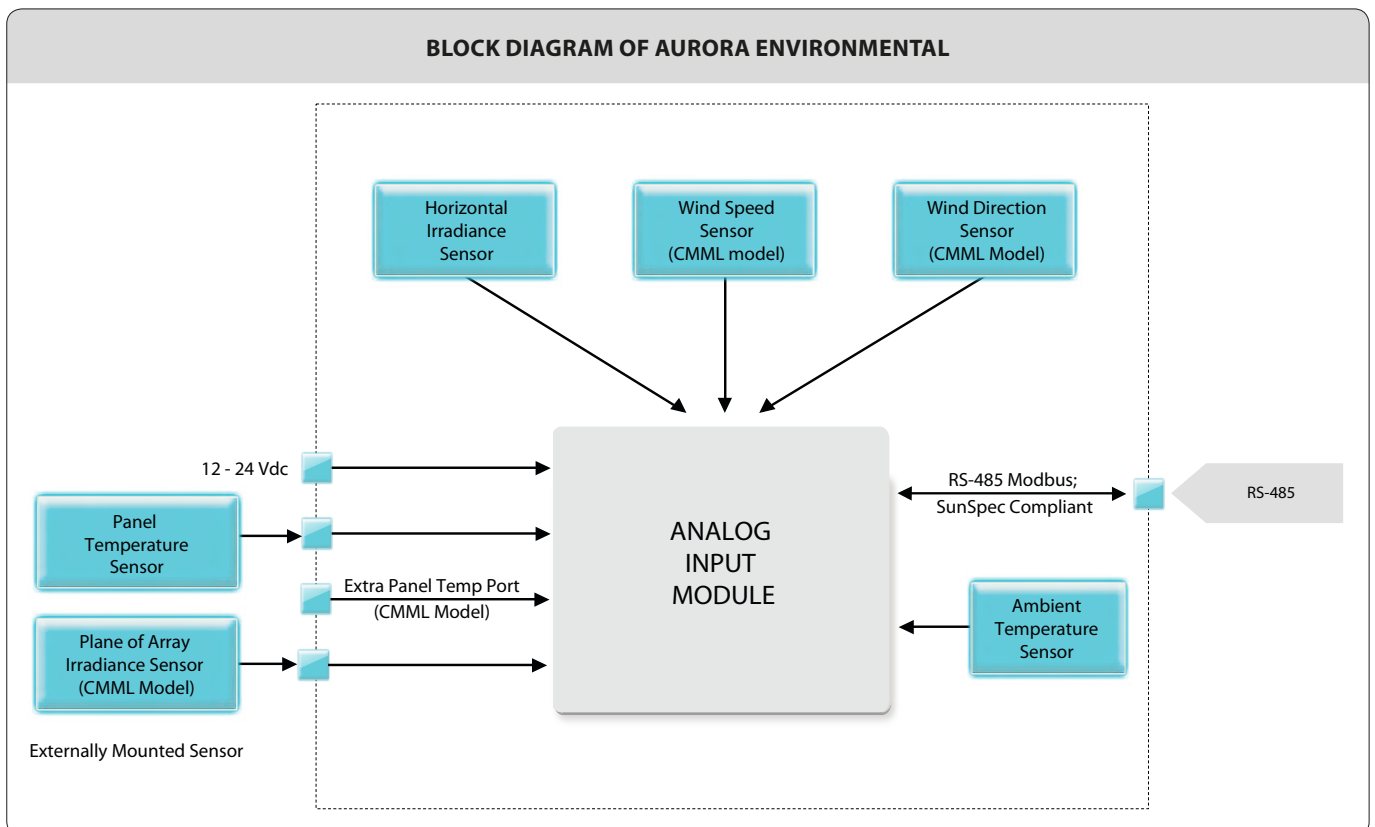 BLOCK DIAGRAM OF AURORA ENVIRONMENTAL
Horizontal
Irradiance
Sensor
Wind Speed
Sensor
(CMML model)
Wind Direction
Sensor
(CMML Model)
12 - 24 Vdc
Panel
Temperature
Sensor
Extra Panel Temp Port
(CMML Model)
Plane of Array
Irradiance Sensor
(CMML Model)
Externally Mounted Sensor
ANALOG
INPUT
MODULE
RS-485 Modbus;
SunSpec Compliant
RS-485
Ambient
Temperature
Sensor